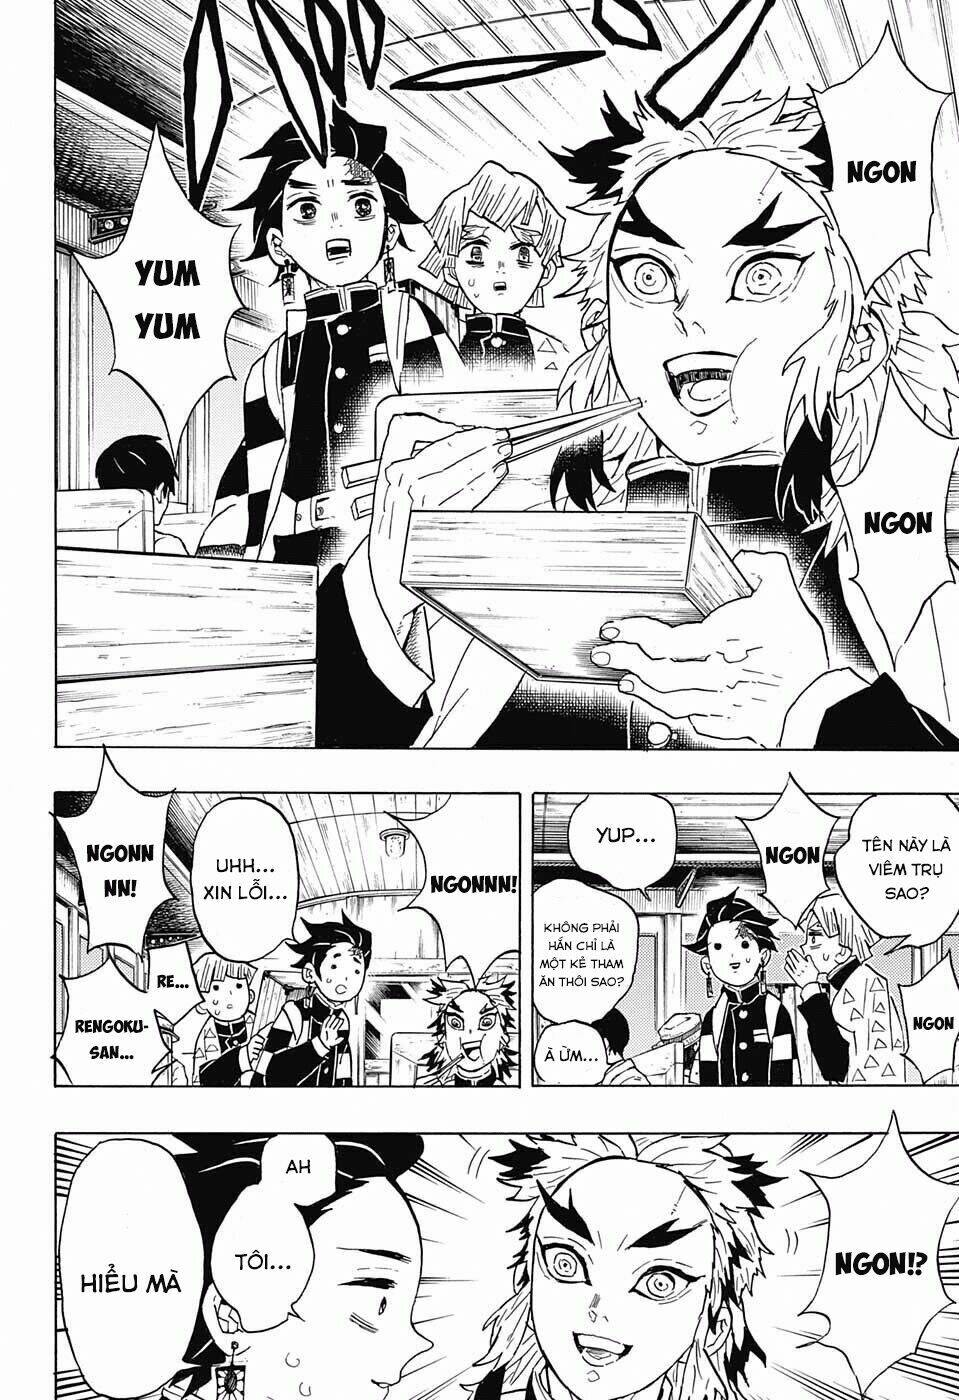 NGON
NGON
YUM
YUM
TÊN NÀY LÀ
VIÊM TRỤ
SAO?
NGON
NGON
YUP...
KHÔNG PHẢI
HẮN CHỈ LÀ
MỘT KẺ THAM
ĂN THÔI SAO?
À ỪM...
NGONNN!
UHH...
XIN LỖI...
NGONN
NN!
RE...
RENGOKU-
SAN...
NGON!?
AH
TÔI...
HIỂU MÀ